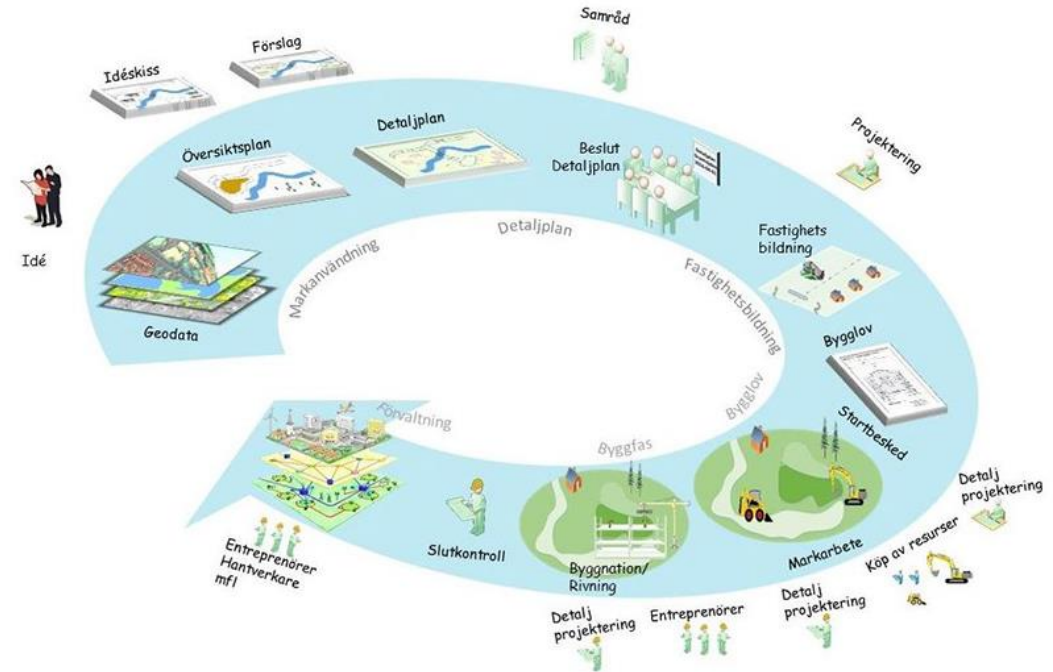 Samråd
Förslag
Idéskiss
Projektering
Detaljplan
Översiktsplan
Beslut
Detaljplan
Idé
Geodata
Markanvändning
Detaljplan
Fastighetsbildning
Fastighets
bildning
Bygglov
Bygglov
Startbesked
Förvaltning
Byggfas
Detalj
projektering
Köp av resurser
Markarbete
Slutkontroll
Byggnation/
Rivning
Entreprenörer
Hantverkare
mfl
Detalj
projektering
Entreprenörer
Detalj
projektering